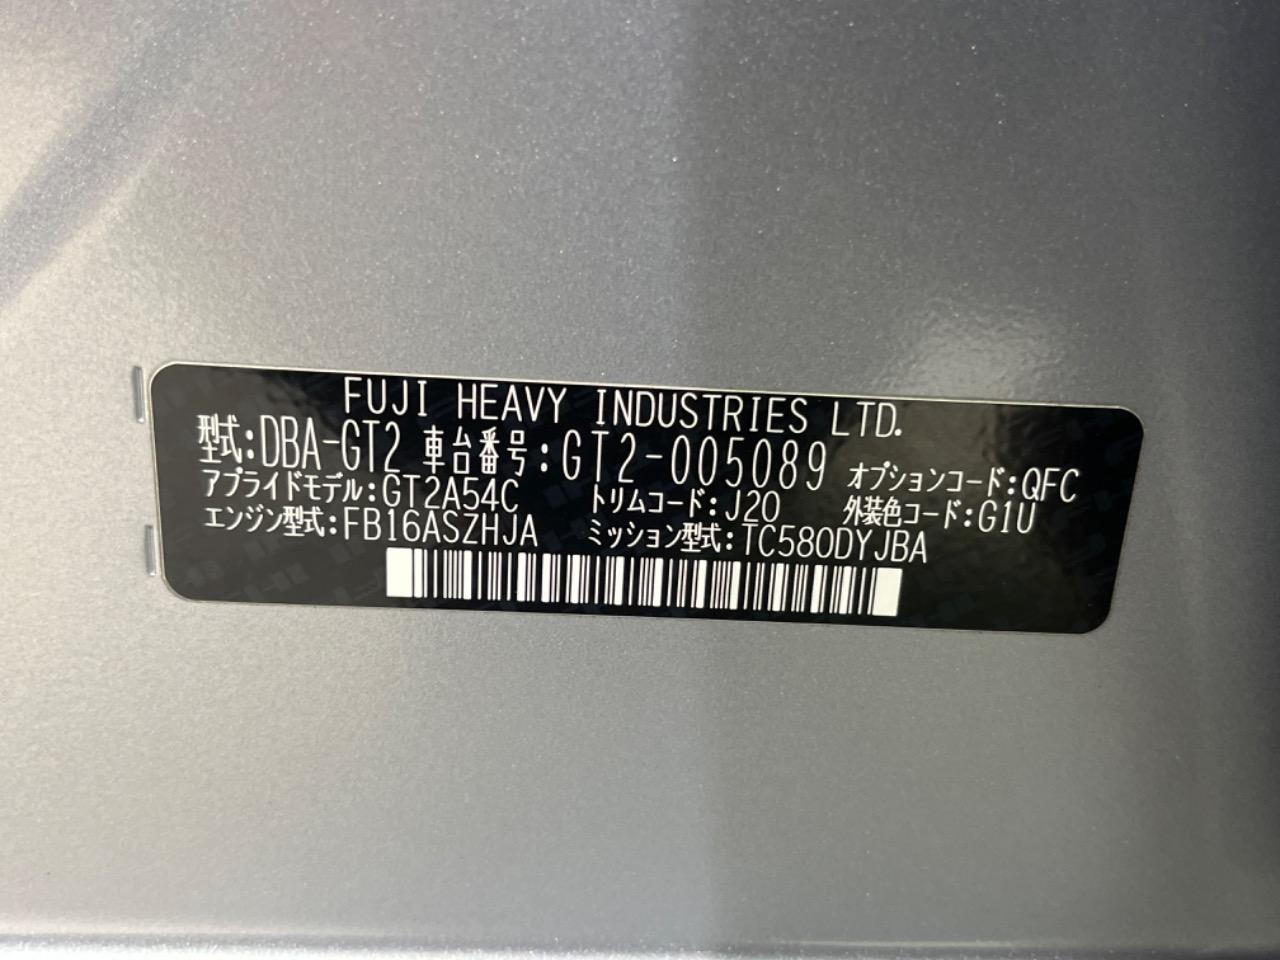 FUJI HEAVY INDUSTRIES LTD.
型式:DBA-GT2 車台番号:GT2-005089 オプションコード:QFC
アプライドモデル:GT2A54C トリムコード:J20 外装色コード:G1U
エンジン型式:FB16ASZHJA ミッション型式:TC580DYJBA